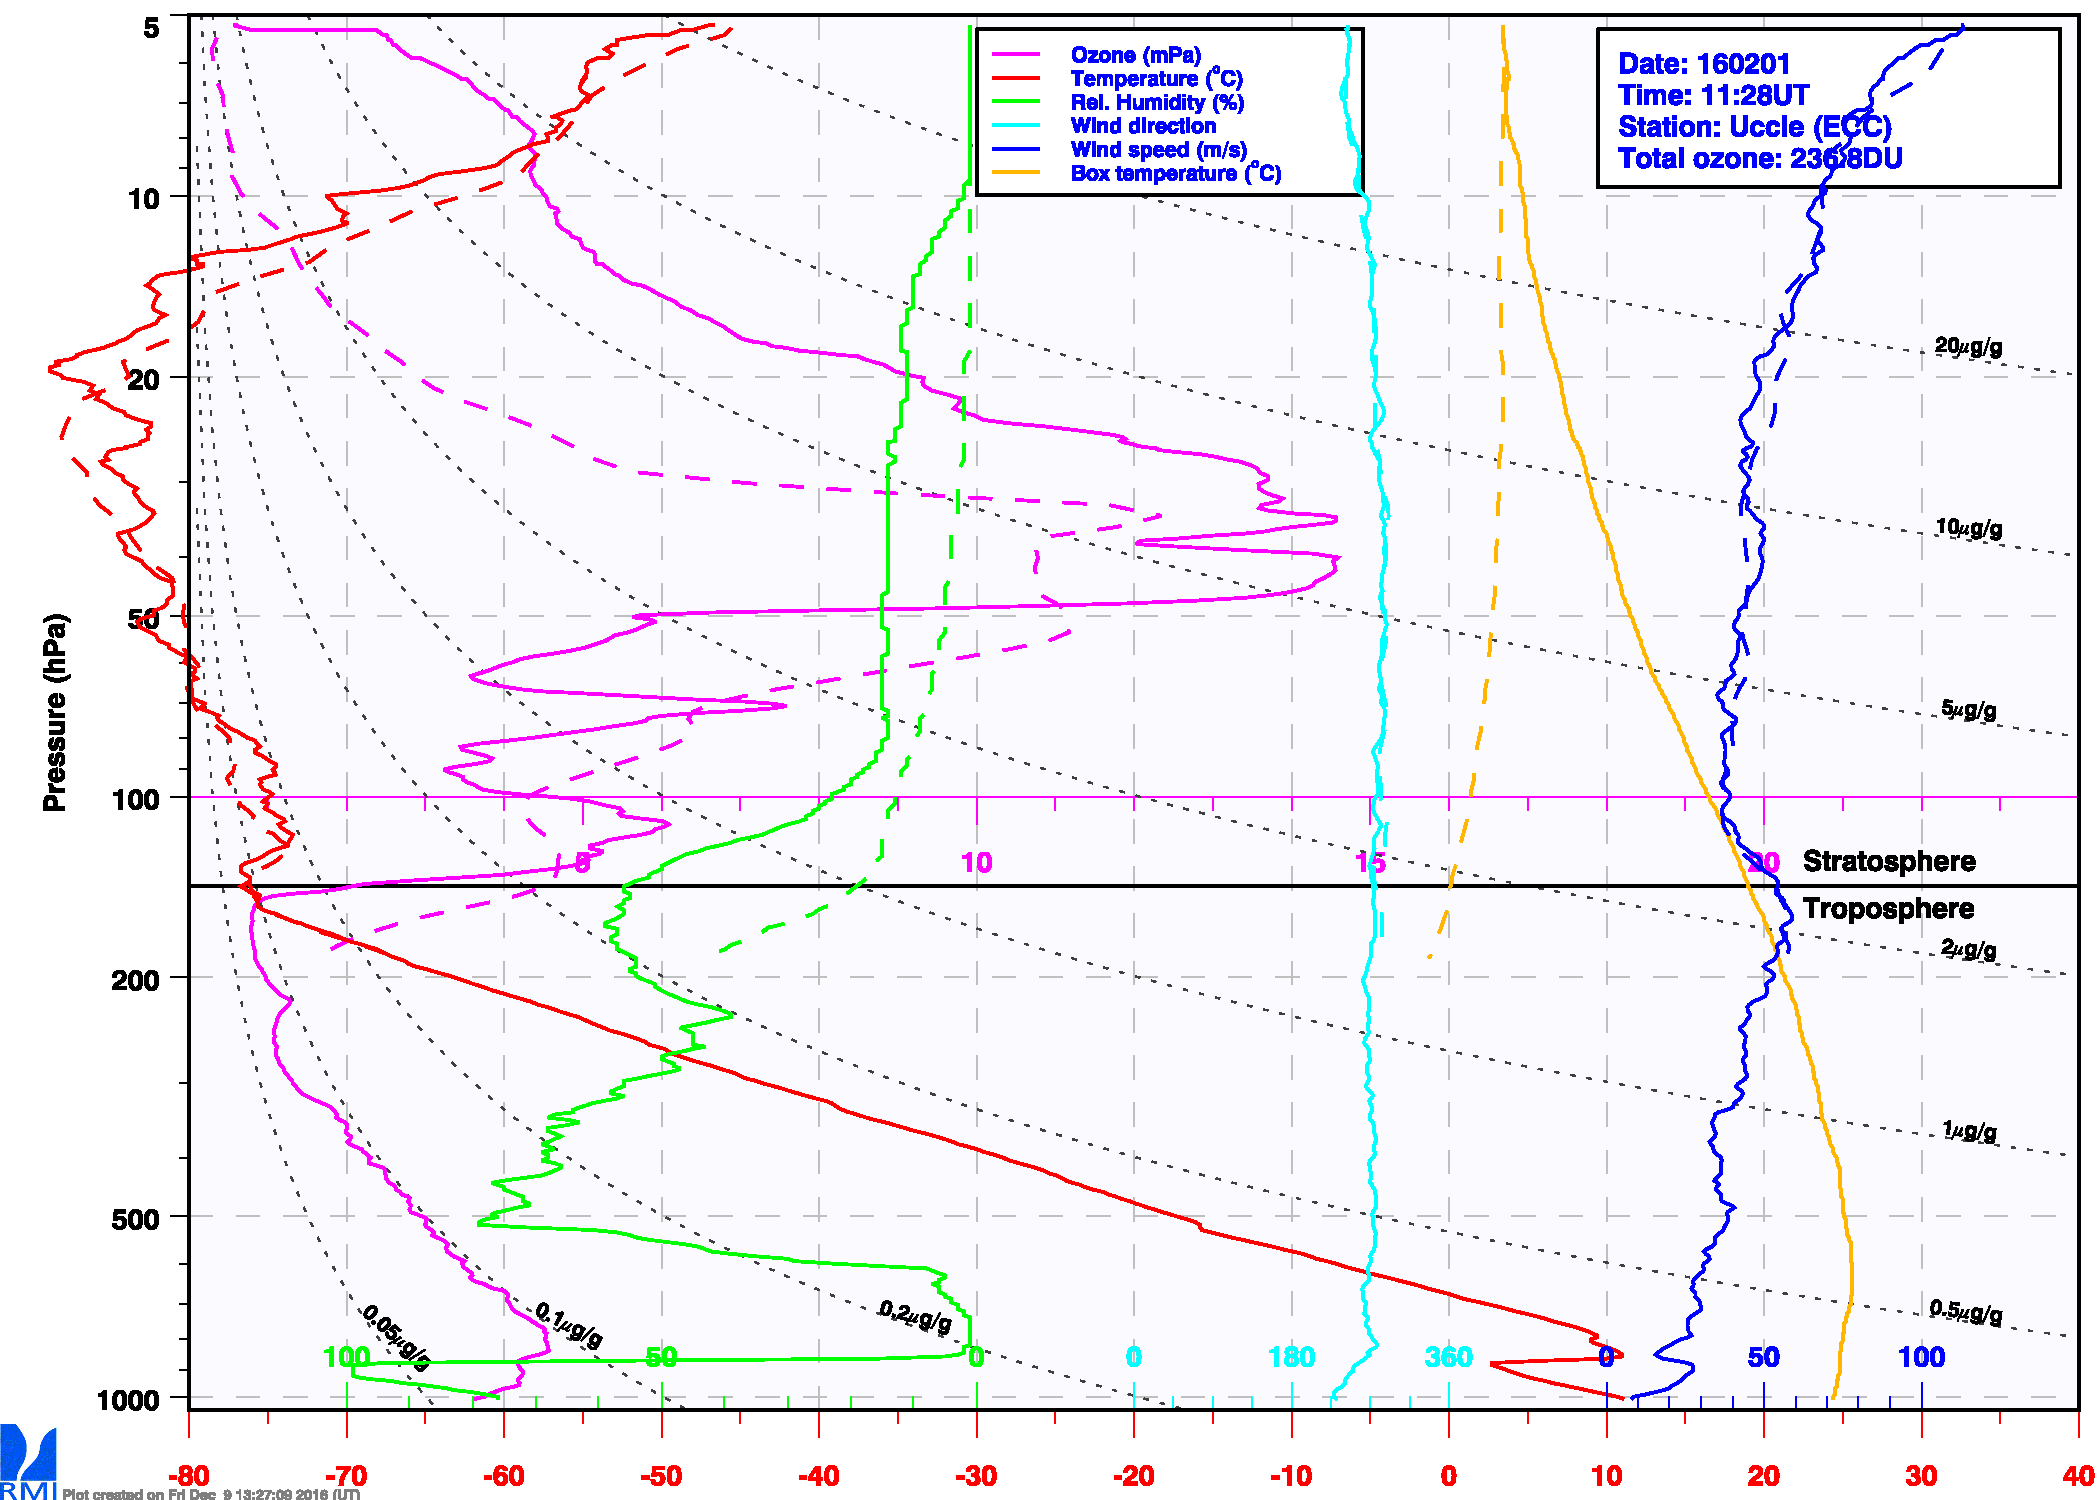 5
10
20
50
100
200
500
1000
Pressure (hPa)
Ozone (mPa)
Temperature (°C)
Rel. Humidity (%)
Wind direction
Wind speed (m/s)
Box temperature (°C)
Date: 160201
Time: 11:28UT
Station: Uccle (ECC)
Total ozone: 236.8DU
20µg/g
10µg/g
5µg/g
5 10 15 20
Stratosphere
Troposphere
2µg/g
1µg/g
0.05µg/g 0.1µg/g 0.2µg/g 0.5µg/g
100 50 0 0 180 360 0 50 100
-80 -70 -60 -50 -40 -30 -20 -10 0 10 20 30 40
RMI
Plot created on Fri Dec 9 13:27:09 2016 (UT)